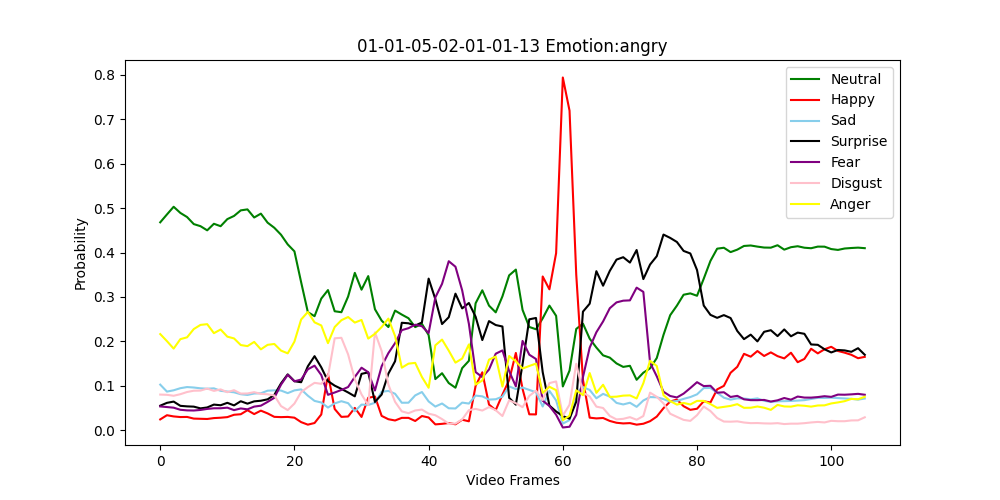 01-01-05-02-01-01-13 Emotion:angry
0.8
0.7
0.6
0.5
0.4
0.3
0.2
0.1
0.0
Probability
Neutral
Happy
Sad
Surprise
Fear
Disgust
Anger
0 20 40 60 80 100
Video Frames